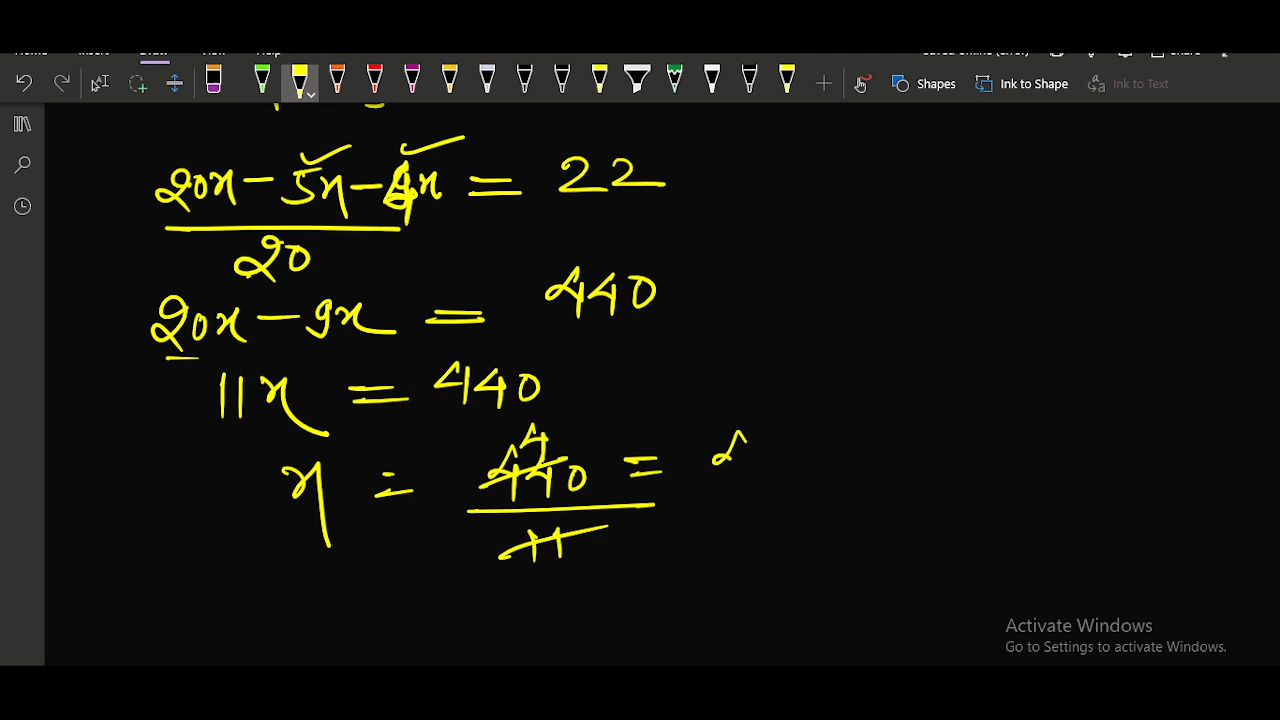 Shapes Ink to Shape Ink to Text
20x - 5x - 4x = 22
20
20x - 9x = 440
11x = 440
4
x = 440 =
11
Activate Windows
Go to Settings to activate Windows.